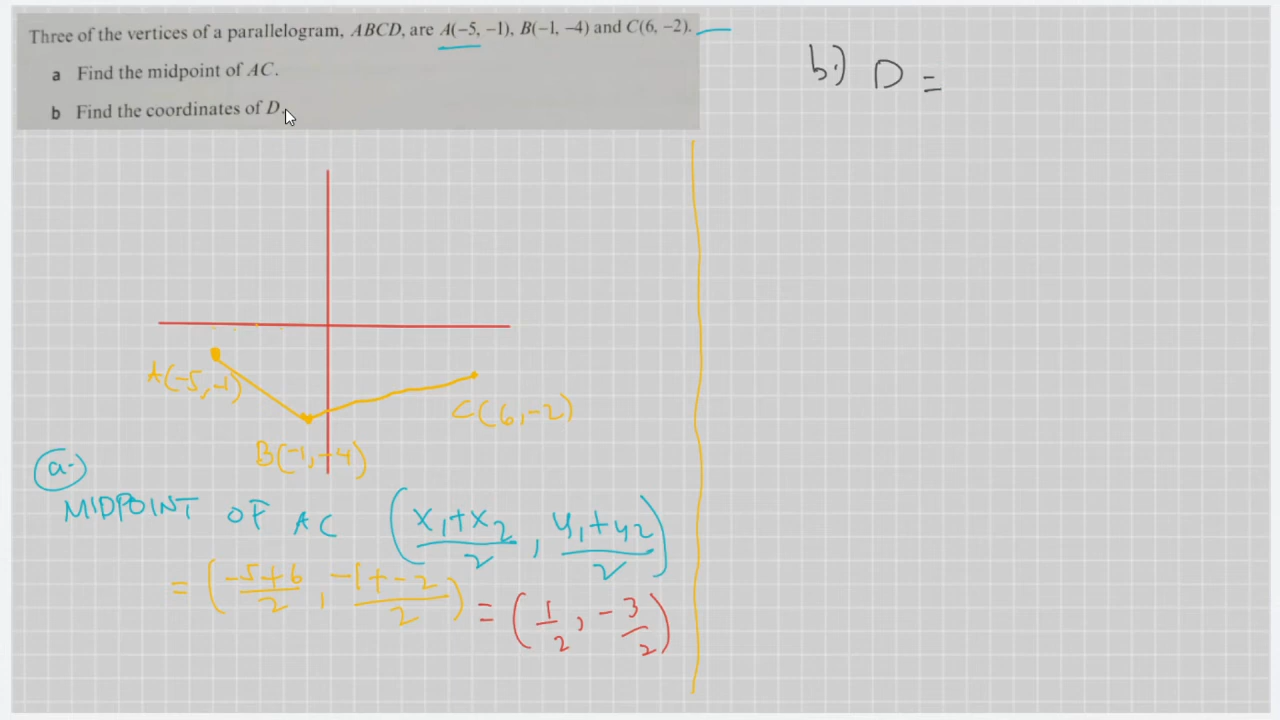 Three of the vertices of a parallelogram, ABCD, are A(−5, −1), B(−1, −4) and C(6, −2).
a Find the midpoint of AC.
b Find the coordinates of D.
b.) D =
A(-5,-1)
C(6,-2)
B(-1,-4)
a.
MIDPOINT OF AC (x₁+x₂/2, y₁+y2/2)
= (-5+6/2, -1+-2/2) = (1/2, -3/2)